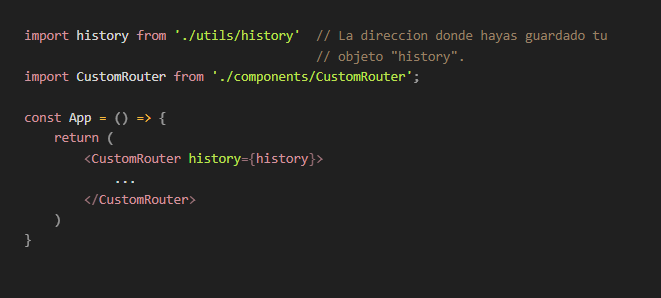 import history from './utils/history'  // La direccion donde hayas guardado tu
                                       // objeto "history".
import CustomRouter from './components/CustomRouter';
const App = () => {
    return (
        <CustomRouter history={history}>
            ...
        </CustomRouter>
    )
}